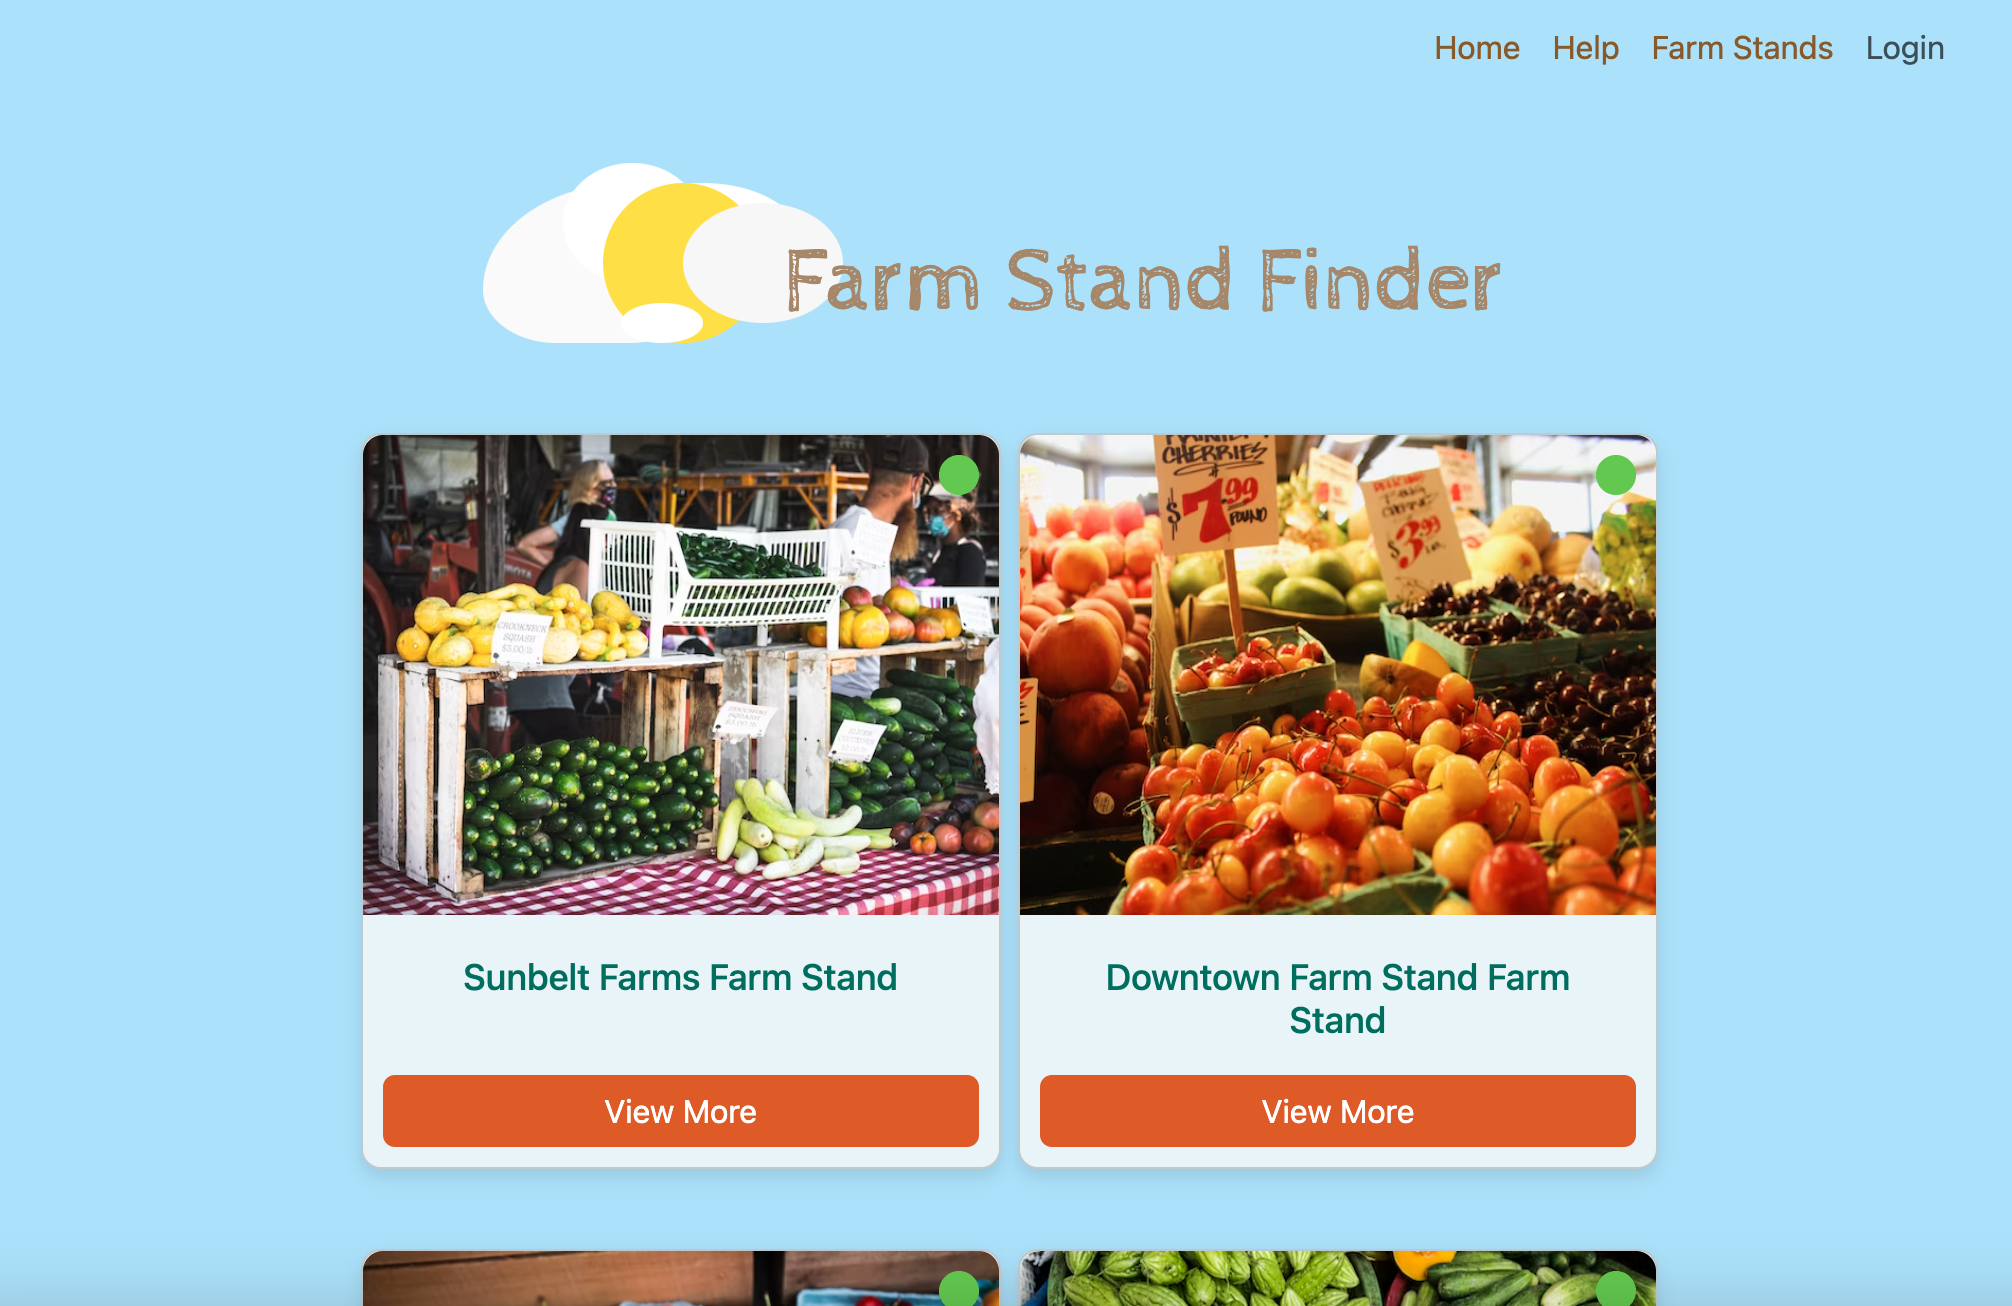 Home Help Farm Stands Login
Farm Stand Finder
CROOKNECK
SQUASH
$3.00/lb
CHERRIES
$7.99
POUND
$3.99
Sunbelt Farms Farm Stand
Downtown Farm Stand Farm
Stand
View More
View More